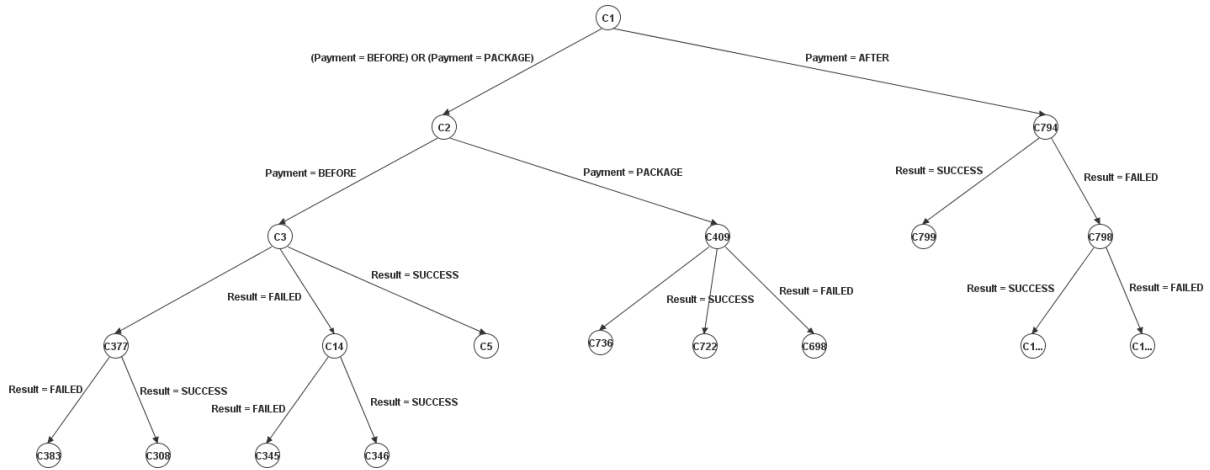 C1
(Payment = BEFORE) OR (Payment = PACKAGE)
Payment = AFTER
C2
C794
Payment = BEFORE
Payment = PACKAGE
Result = SUCCESS
Result = FAILED
C3
C409
C799
C798
Result = FAILED
Result = SUCCESS
Result = SUCCESS
Result = FAILED
Result = SUCCESS
Result = FAILED
C377
C14
C5
C736
C722
C698
C1...
C1...
Result = FAILED
Result = SUCCESS
Result = FAILED
Result = SUCCESS
C383
C308
C345
C346